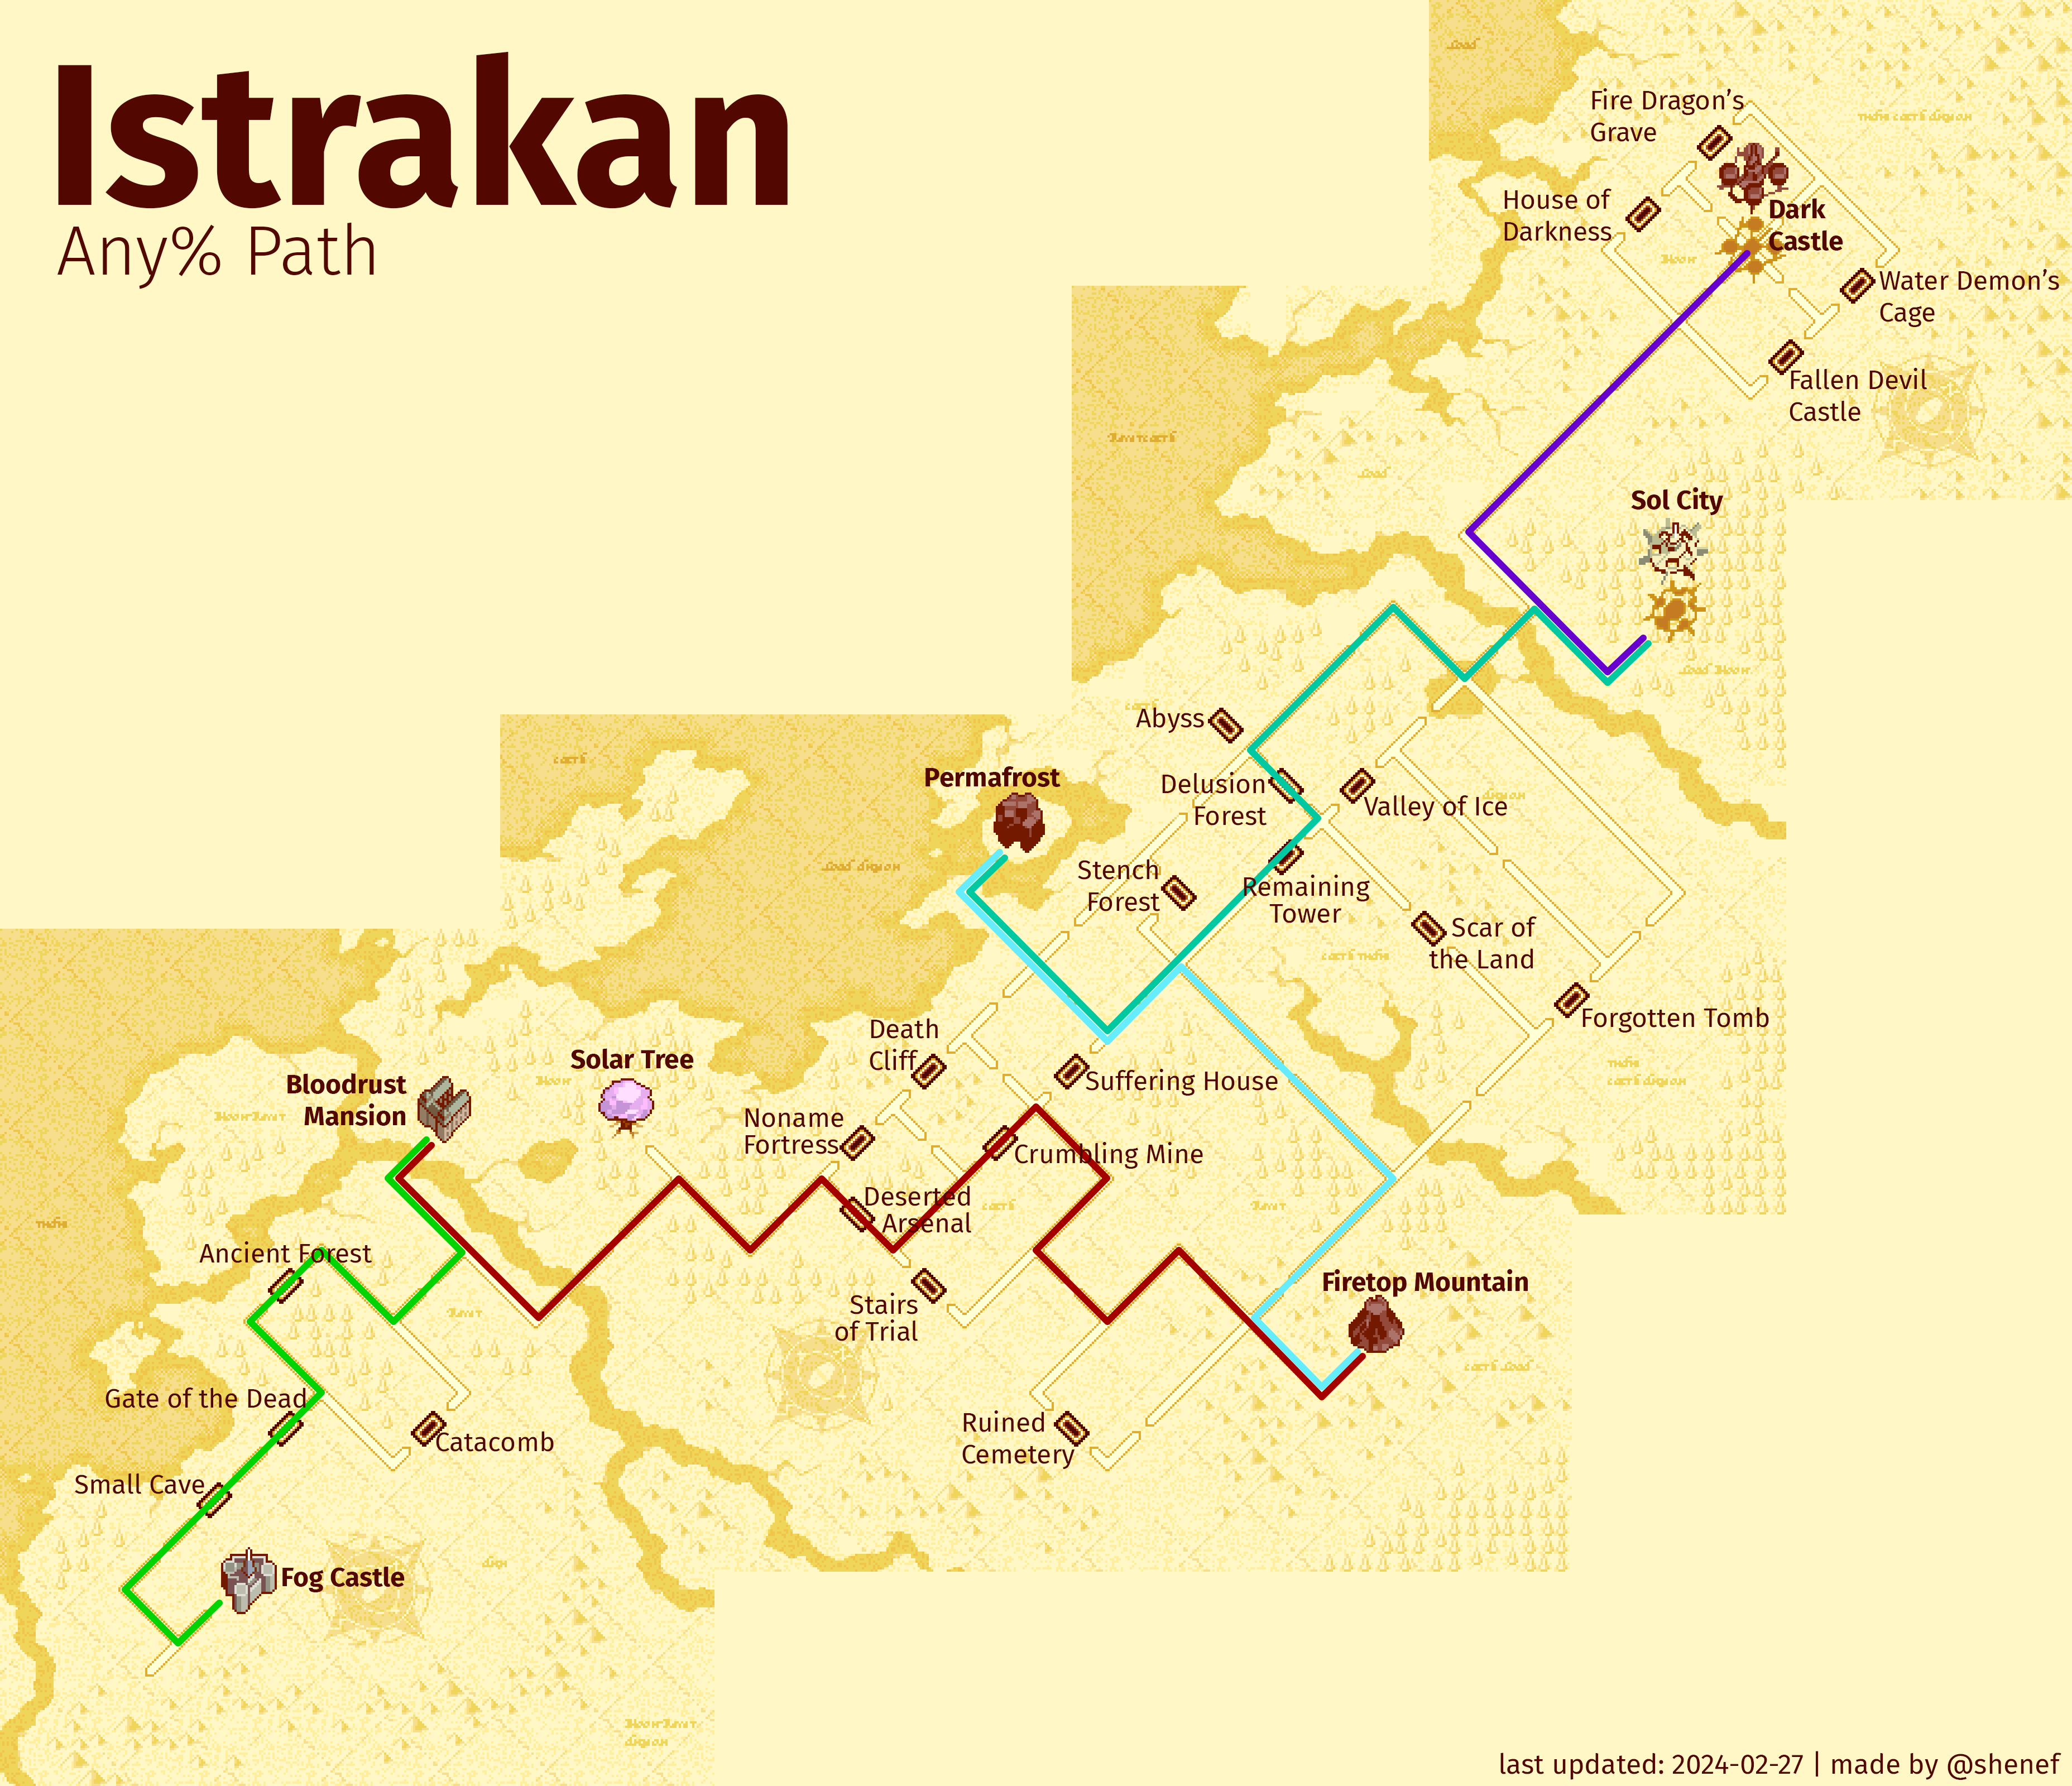 Istrakan
Any% Path
Fire Dragon's
Grave
House of
Darkness
Dark
Castle
Water Demon's
Cage
Fallen Devil
Castle
Sol City
Abyss
Permafrost
Delusion
Forest
Valley of Ice
Stench
Forest
Remaining
Tower
Scar of
the Land
Forgotten Tomb
Death
Cliff
Suffering House
Solar Tree
Bloodrust
Mansion
Noname
Fortress
Crumbling Mine
Deserted
Arsenal
Ancient Forest
Stairs
of Trial
Firetop Mountain
Gate of the Dead
Catacomb
Ruined
Cemetery
Small Cave
Fog Castle
last updated: 2024-02-27 | made by @shenef